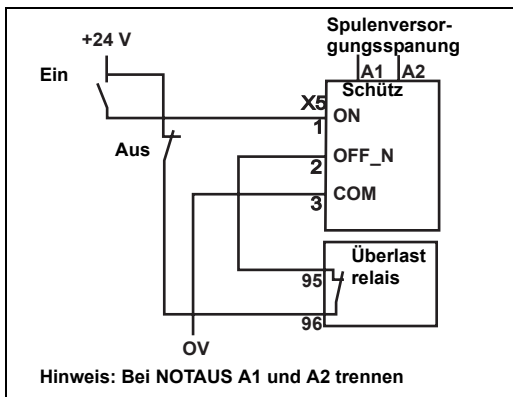 Spulenversor-
gungsspanung
+24 V
A1 A2
Ein
Schütz
X5
ON
1
Aus
OFF_N
2
COM
3
Überlast
relais
95
96
OV
Hinweis: Bei NOTAUS A1 und A2 trennen